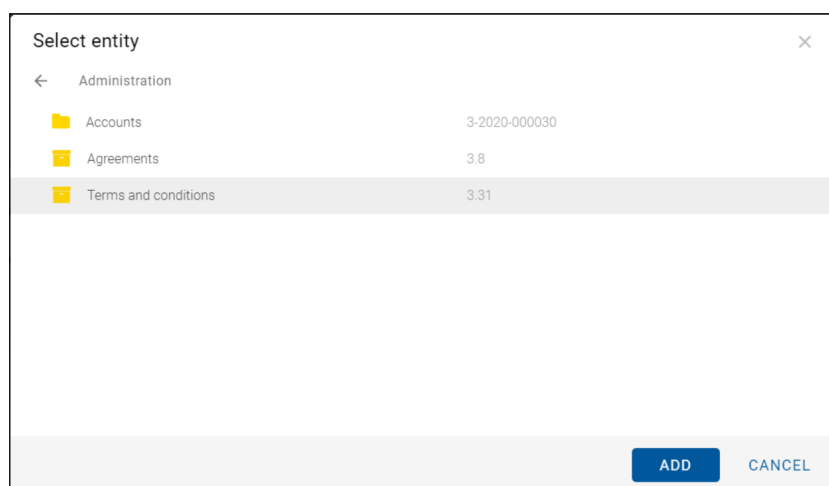 Select entity
Administration
Accounts 3-2020-000030
Agreements 3.8
Terms and conditions 3.31
ADD CANCEL